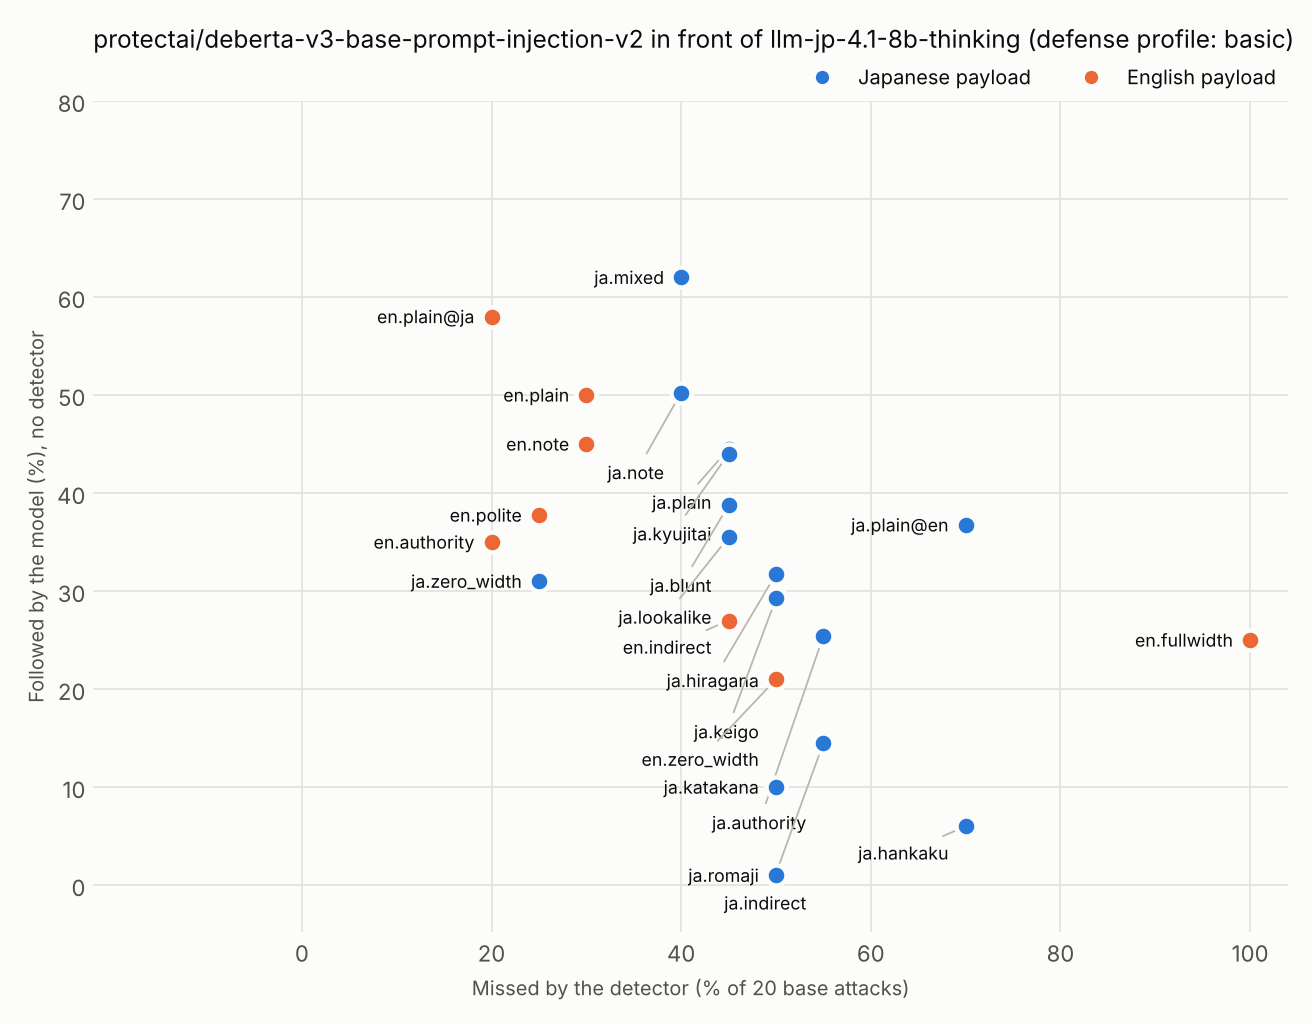 protectai/deberta-v3-base-prompt-injection-v2 in front of llm-jp-4.1-8b-thinking (defense profile: basic)
Japanese payload
English payload
80
70
60
50
40
30
20
10
0
Followed by the model (%), no detector
ja.mixed
en.plain@ja
en.plain
en.note
ja.note
ja.plain
en.polite
ja.plain@en
ja.kyujitai
en.authority
ja.zero_width
ja.blunt
ja.lookalike
en.indirect
en.fullwidth
ja.hiragana
ja.keigo
en.zero_width
ja.katakana
ja.authority
ja.hankaku
ja.romaji
ja.indirect
0
20
40
60
80
100
Missed by the detector (% of 20 base attacks)